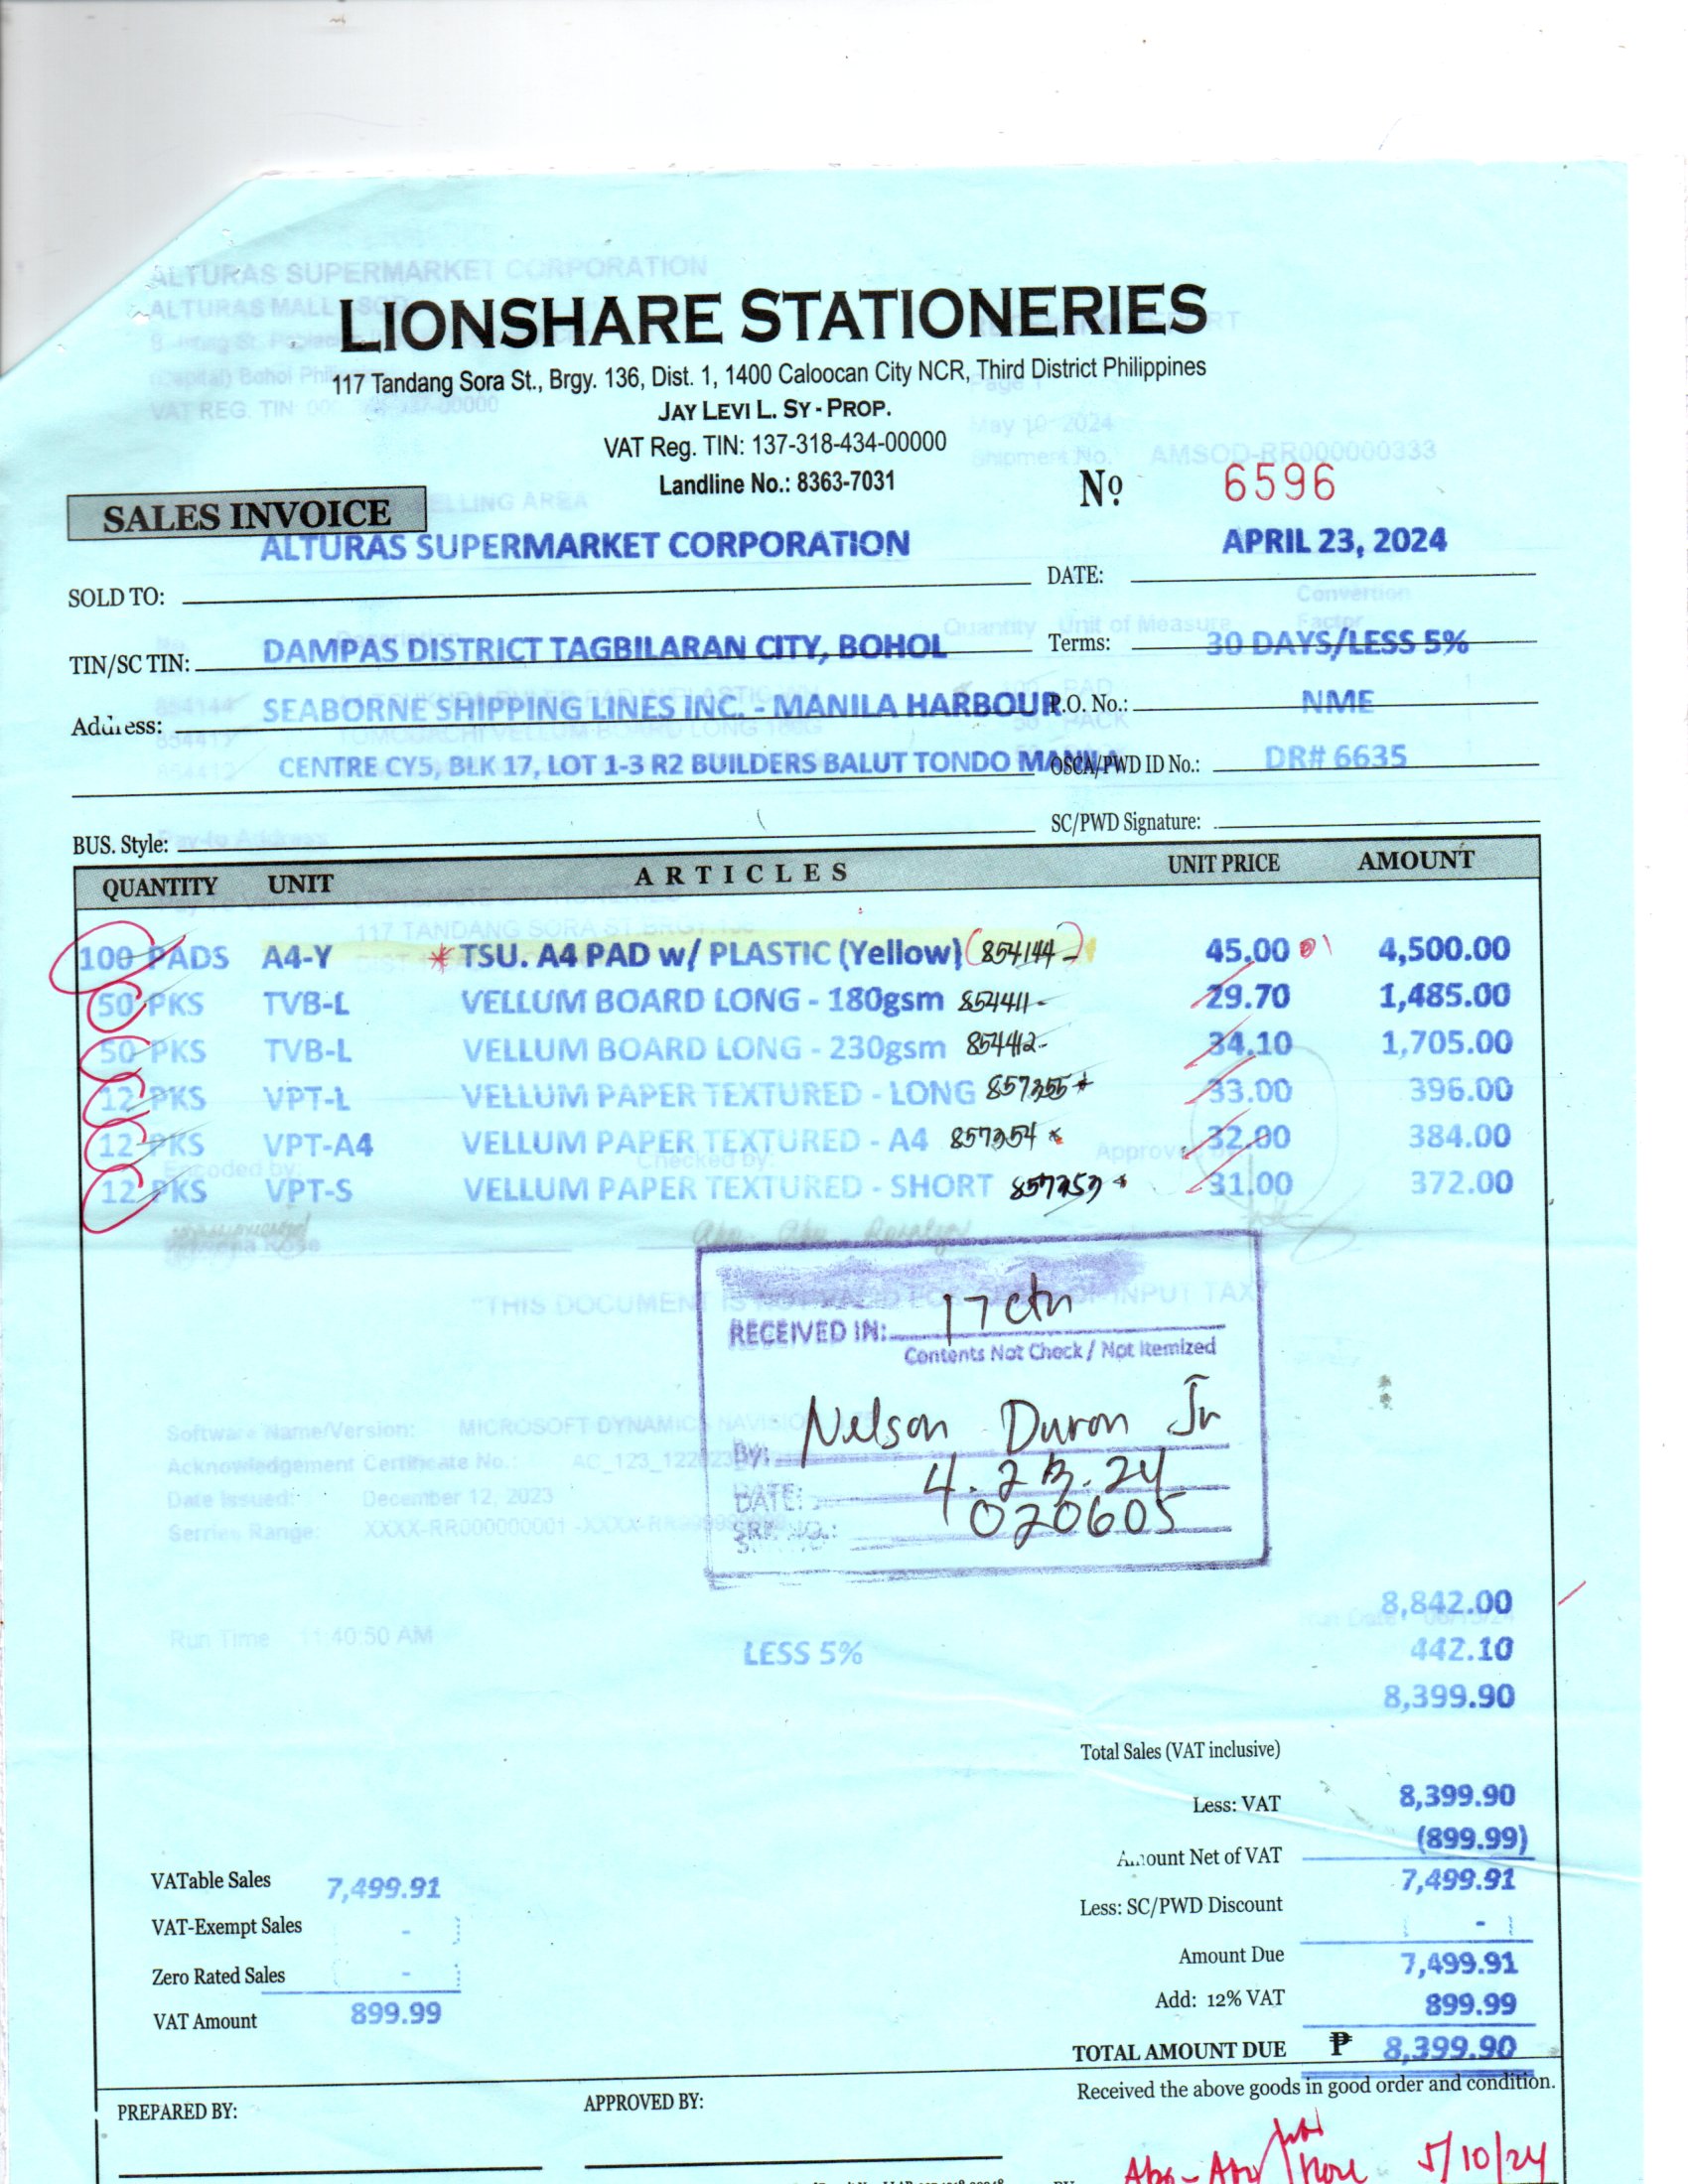 LIONSHARE STATIONERIES
117 Tandang Sora St., Brgy. 136, Dist. 1, 1400 Caloocan City NCR, Third District Philippines
JAY LEVI L. SY - PROP.
VAT Reg. TIN: 137-318-434-00000
Landline No.: 8363-7031
Nº 6596
SALES INVOICE
ALTURAS SUPERMARKET CORPORATION APRIL 23, 2024
SOLD TO: DATE:
TIN/SC TIN: DAMPAS DISTRICT TAGBILARAN CITY, BOHOL Terms: 30 DAYS/LESS 5%
Address: SEABORNE SHIPPING LINES INC. - MANILA HARBOUR P.O. No.: NME
CENTRE CY5, BLK 17, LOT 1-3 R2 BUILDERS BALUT TONDO OSCA/PWD ID No.: DR# 6635
BUS. Style: SC/PWD Signature:
QUANTITY UNIT ARTICLES UNIT PRICE AMOUNT
100 PADS A4-Y * TSU. A4 PAD w/ PLASTIC (Yellow) (854144-) 45.00 4,500.00
50 PKS TVB-L VELLUM BOARD LONG - 180gsm 854411- 29.70 1,485.00
50 PKS TVB-L VELLUM BOARD LONG - 230gsm 854412- 34.10 1,705.00
12 PKS VPT-L VELLUM PAPER TEXTURED - LONG 857355 * 33.00 396.00
12 PKS VPT-A4 VELLUM PAPER TEXTURED - A4 857354 * 32.00 384.00
12 PKS VPT-S VELLUM PAPER TEXTURED - SHORT 857353 * 31.00 372.00
RECEIVED IN: 17 ctn
Contents Not Check / Not Itemized
BY: Nelson Duron Jr
DATE: 4.23.24
SRF NO.: 020605
8,842.00
LESS 5% 442.10
8,399.90
Total Sales (VAT inclusive) 8,399.90
Less: VAT (899.99)
Amount Net of VAT 7,499.91
Less: SC/PWD Discount -
Amount Due 7,499.91
Add: 12% VAT 899.99
TOTAL AMOUNT DUE ₱ 8,399.90
VATable Sales 7,499.91
VAT-Exempt Sales -
Zero Rated Sales -
VAT Amount 899.99
Received the above goods in good order and condition.
PREPARED BY: APPROVED BY:
5/10/24